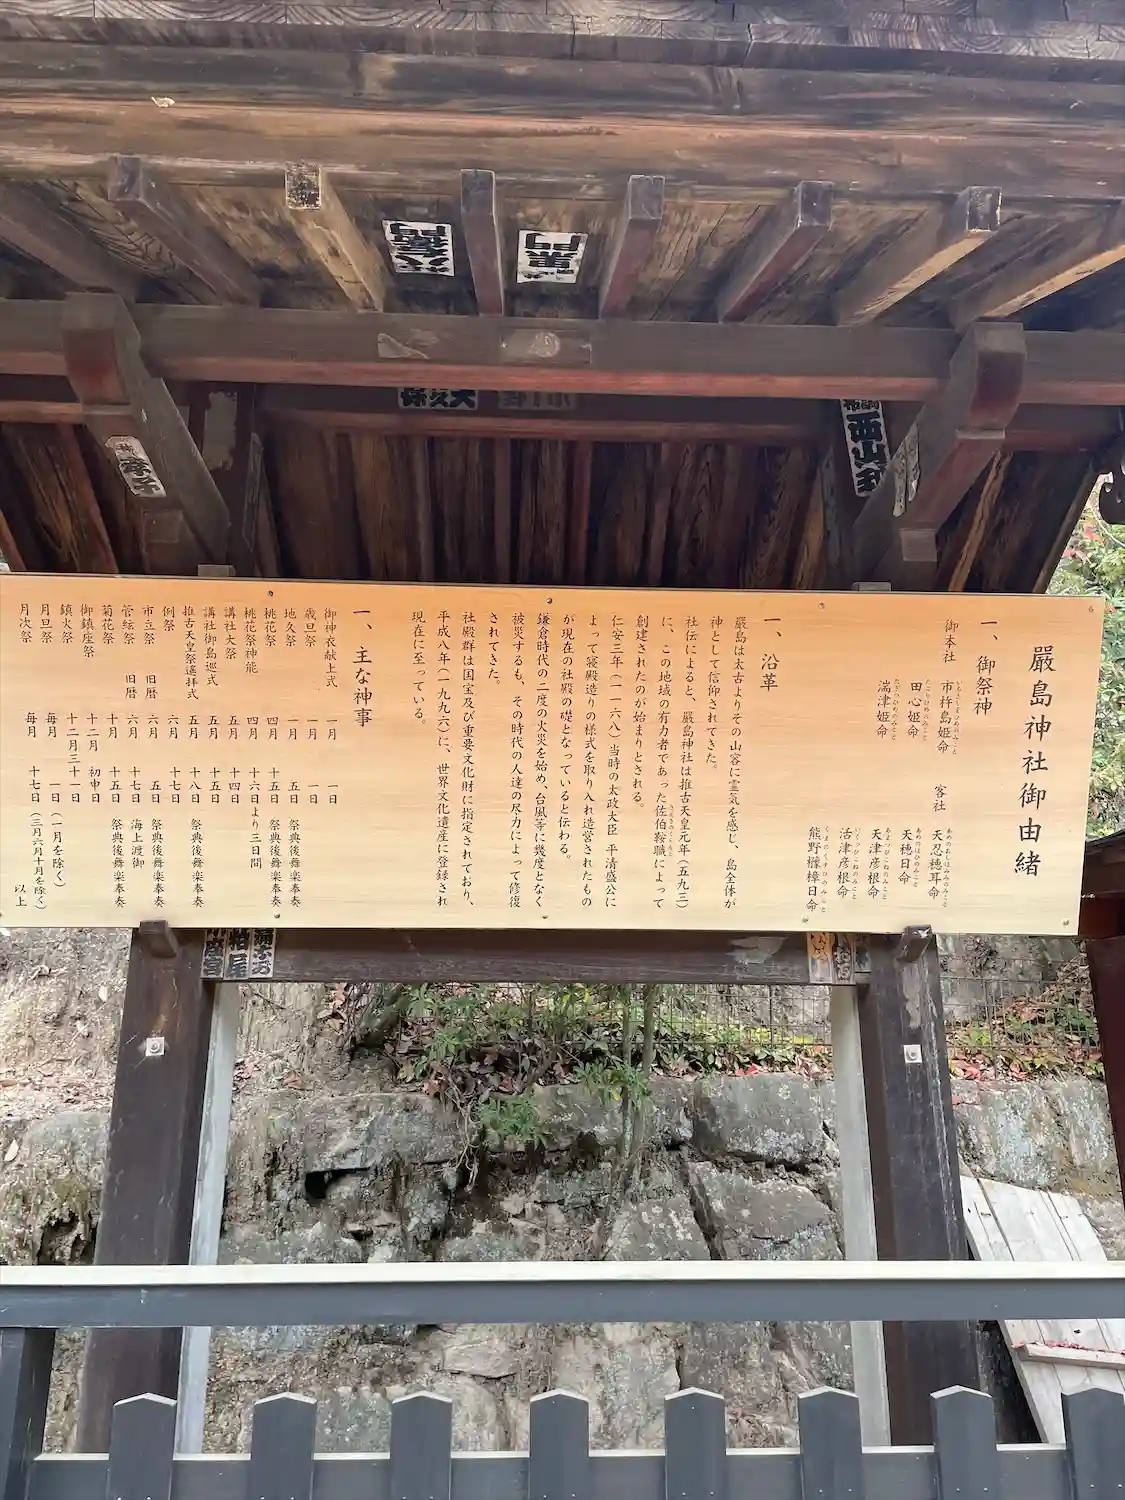 嚴島神社御由緒
一、御祭神
御本社 市杵島姫命 客社 天忍穂耳命
田心姫命 天穂日命
湍津姫命 天津彦根命
活津彦根命
熊野櫲樟日命
一、沿革
嚴島は太古よりその山容に霊気を感じ、島全体が
神として信仰されてきた。
社伝によると、嚴島神社は推古天皇元年(五九三)
に、この地域の有力者であった佐伯鞍職によって
創建されたのが始まりとされる。
仁安三年(一一六八)当時の太政大臣 平清盛公に
よって寝殿造りの様式を取り入れ造営されたもの
が現在の社殿の礎となっていると伝わる。
鎌倉時代の二度の火災を始め、台風等に幾度となく
被災するも、その時代の人達の尽力によって修復
されてきた。
社殿群は国宝及び重要文化財に指定されており、
平成八年(一九九六)に、世界文化遺産に登録され
現在に至っている。
一、主な神事
御神衣献上式 一月 一日
歳旦祭 一月 一日
地久祭 一月 五日 祭典後舞楽奉奏
桃花祭 四月 十五日 祭典後舞楽奉奏
桃花祭神能 四月 十六日より三日間
講社大祭 五月 十四日
講社御島巡式 五月 十五日
推古天皇祭遙拝式 五月 十八日 祭典後舞楽奉奏
例祭 六月 十七日
市立祭 旧暦 六月 五日 祭典後舞楽奉奏
管絃祭 旧暦 六月 十七日 海上渡御
菊花祭 十月 十五日 祭典後舞楽奉奏
御鎮座祭 十二月 初申日
鎮火祭 十二月三十一日
月旦祭 毎月 一日(一月を除く)
月次祭 毎月 十七日(三月六月十月を除く)
以上